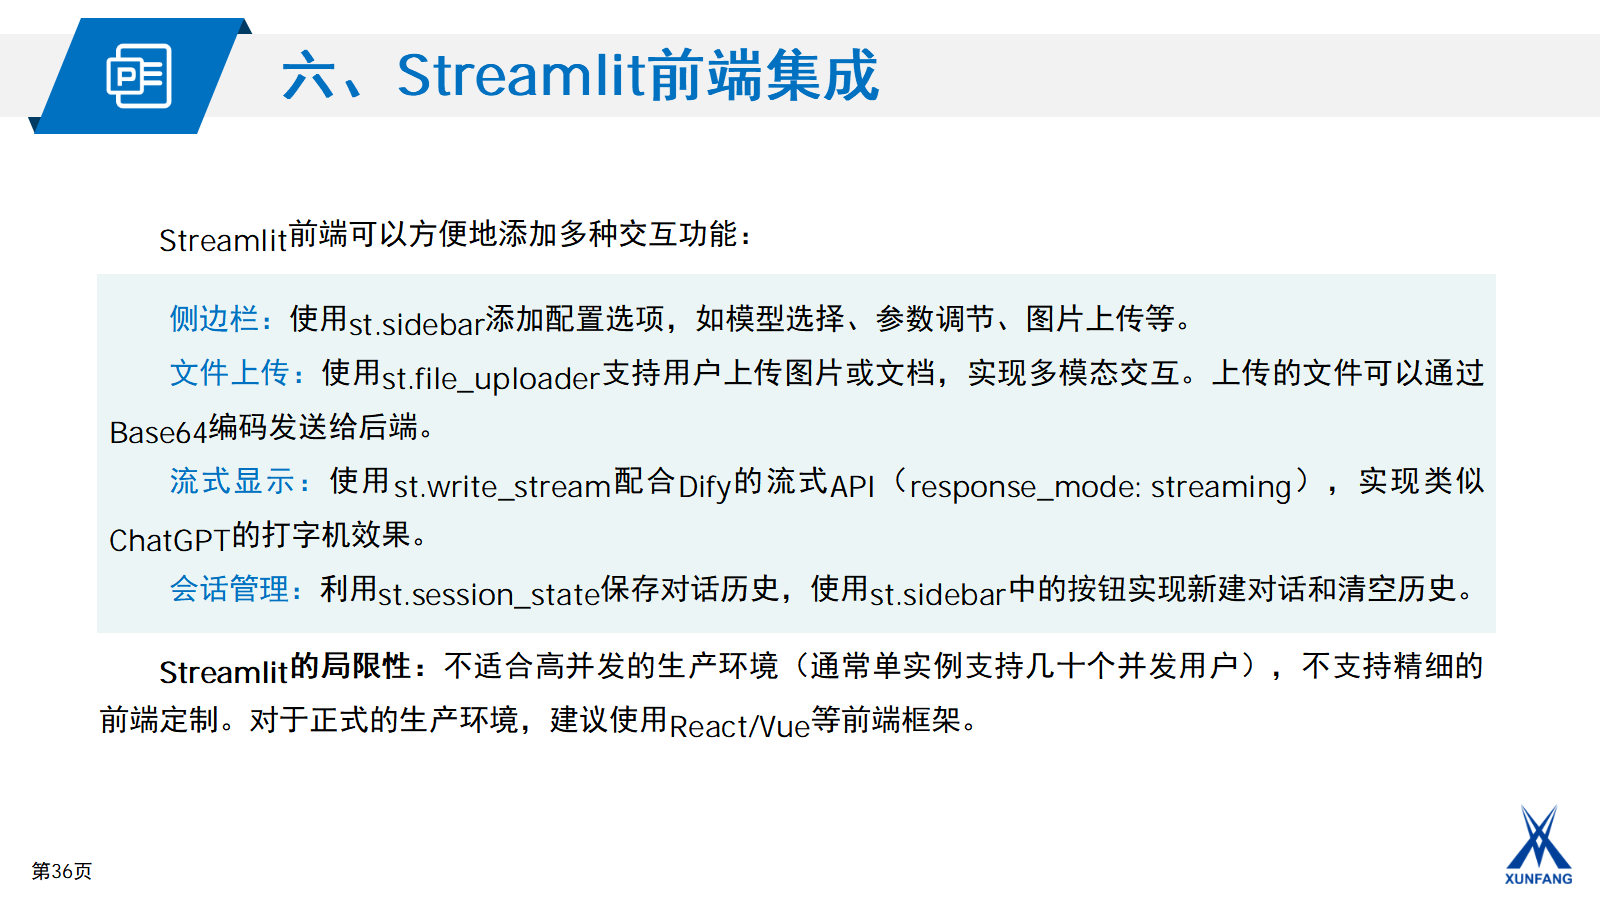 六、Streamlit前端集成
Streamlit前端可以方便地添加多种交互功能：
侧边栏：使用st.sidebar添加配置选项，如模型选择、参数调节、图片上传等。
文件上传：使用st.file_uploader支持用户上传图片或文档，实现多模态交互。上传的文件可以通过
Base64编码发送给后端。
流式显示：使用st.write_stream配合Dify的流式API（response_mode: streaming），实现类似
ChatGPT的打字机效果。
会话管理：利用st.session_state保存对话历史，使用st.sidebar中的按钮实现新建对话和清空历史。
Streamlit的局限性：不适合高并发的生产环境（通常单实例支持几十个并发用户），不支持精细的
前端定制。对于正式的生产环境，建议使用React/Vue等前端框架。
第36页
XUNFANG